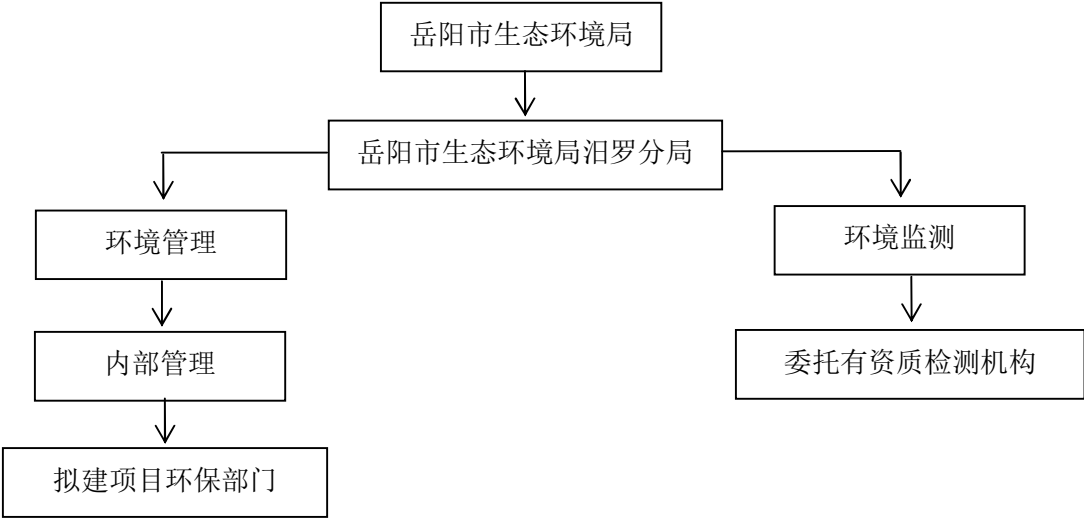 岳阳市生态环境局
岳阳市生态环境局汨罗分局
环境管理
环境监测
内部管理
委托有资质检测机构
拟建项目环保部门